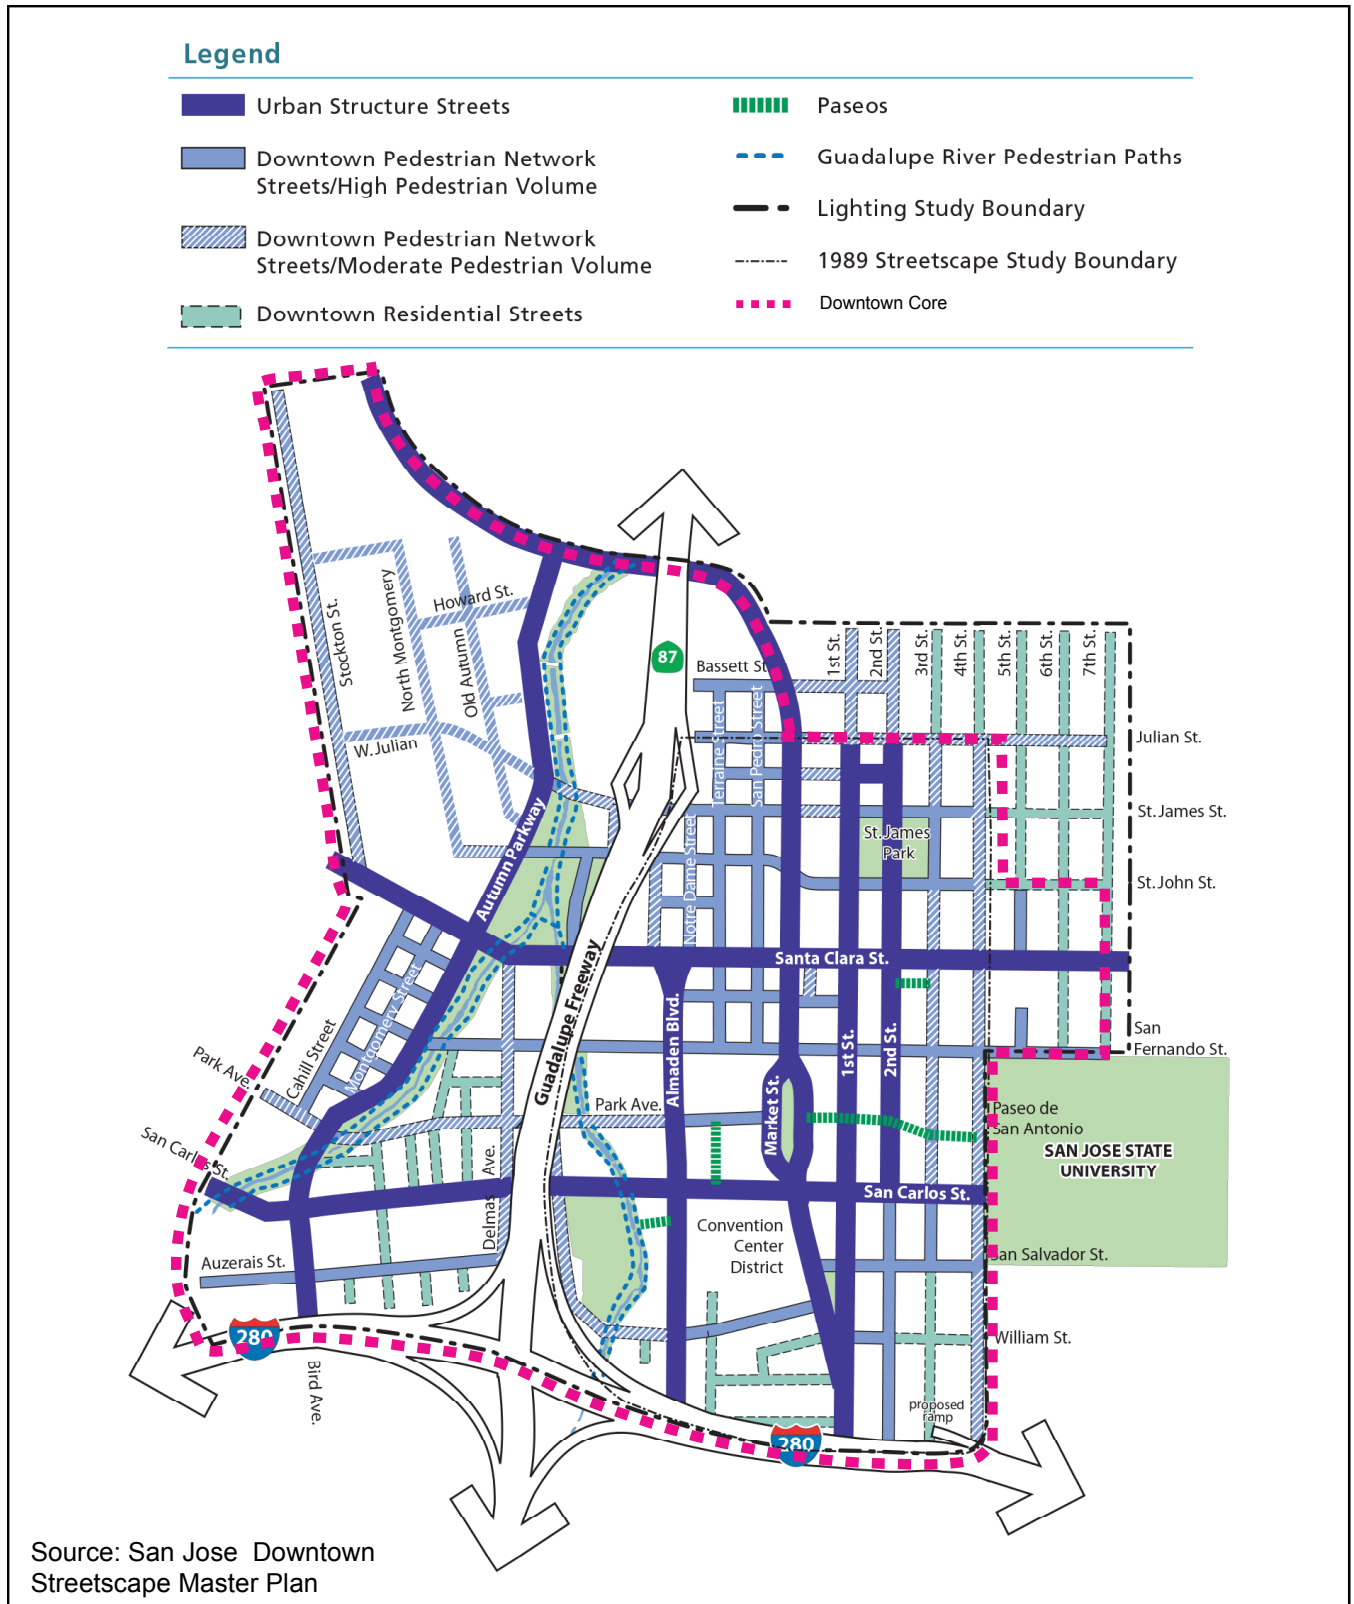 Legend
Urban Structure Streets
Downtown Pedestrian Network
Streets/High Pedestrian Volume
Downtown Pedestrian Network
Streets/Moderate Pedestrian Volume
Downtown Residential Streets
Paseos
Guadalupe River Pedestrian Paths
Lighting Study Boundary
1989 Streetscape Study Boundary
Downtown Core
Stockton St.
North Montgomery
Howard St.
Old Autumn
W. Julian
87
Bassett St.
1st St.
2nd St.
3rd St.
4th St.
5th St.
6th St.
7th St.
Terraine Street
San Pedro Street
Julian St.
St. James St.
St. James
Park
Notre Dame Street
St. John St.
Autumn Parkway
Santa Clara St.
Guadalupe Freeway
Almaden Blvd.
1st St.
2nd St.
San
Fernando St.
Cahill Street
Montgomery Street
Park Ave.
Park Ave.
Market St.
Paseo de
San Antonio
SAN JOSE STATE
UNIVERSITY
San Carlos St.
San Carlos St.
Delmas Ave.
Convention
Center
District
San Salvador St.
Auzerais St.
280
Bird Ave.
William St.
proposed
ramp
280
Source: San Jose Downtown
Streetscape Master Plan